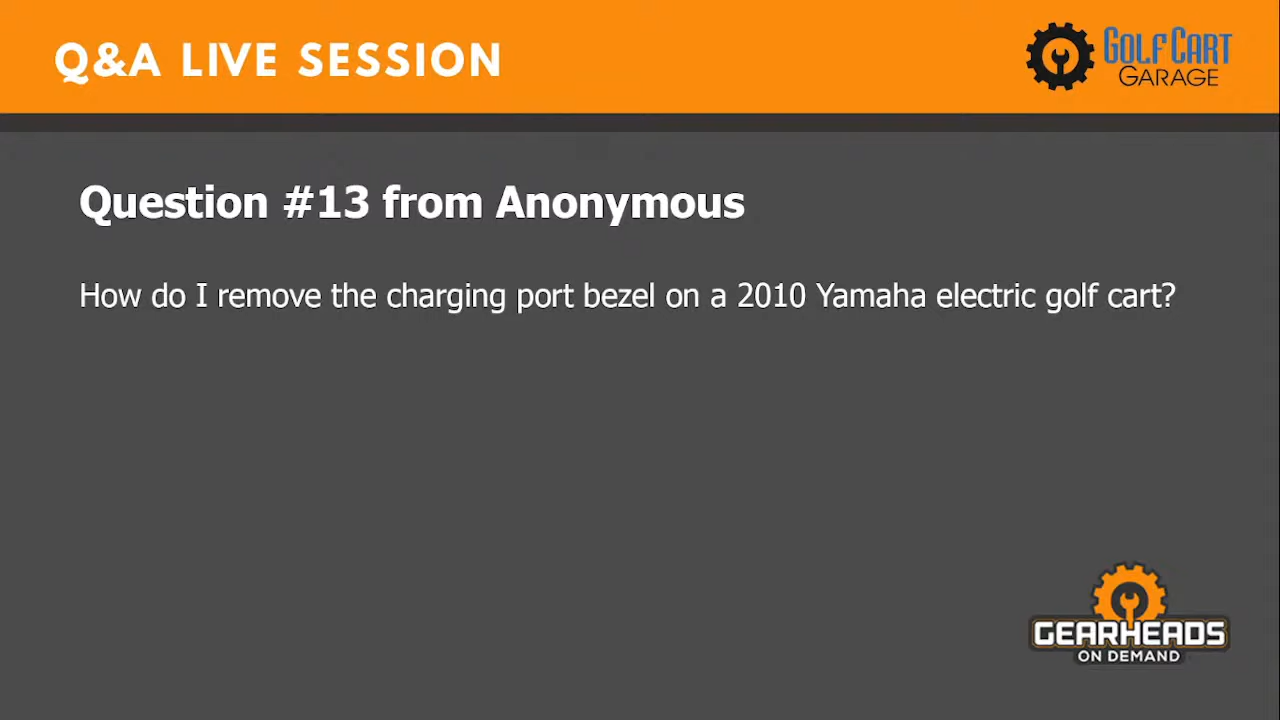 Q&A LIVE SESSION
GOLF CART
GARAGE
Question #13 from Anonymous
How do I remove the charging port bezel on a 2010 Yamaha electric golf cart?
GEARHEADS
ON DEMAND